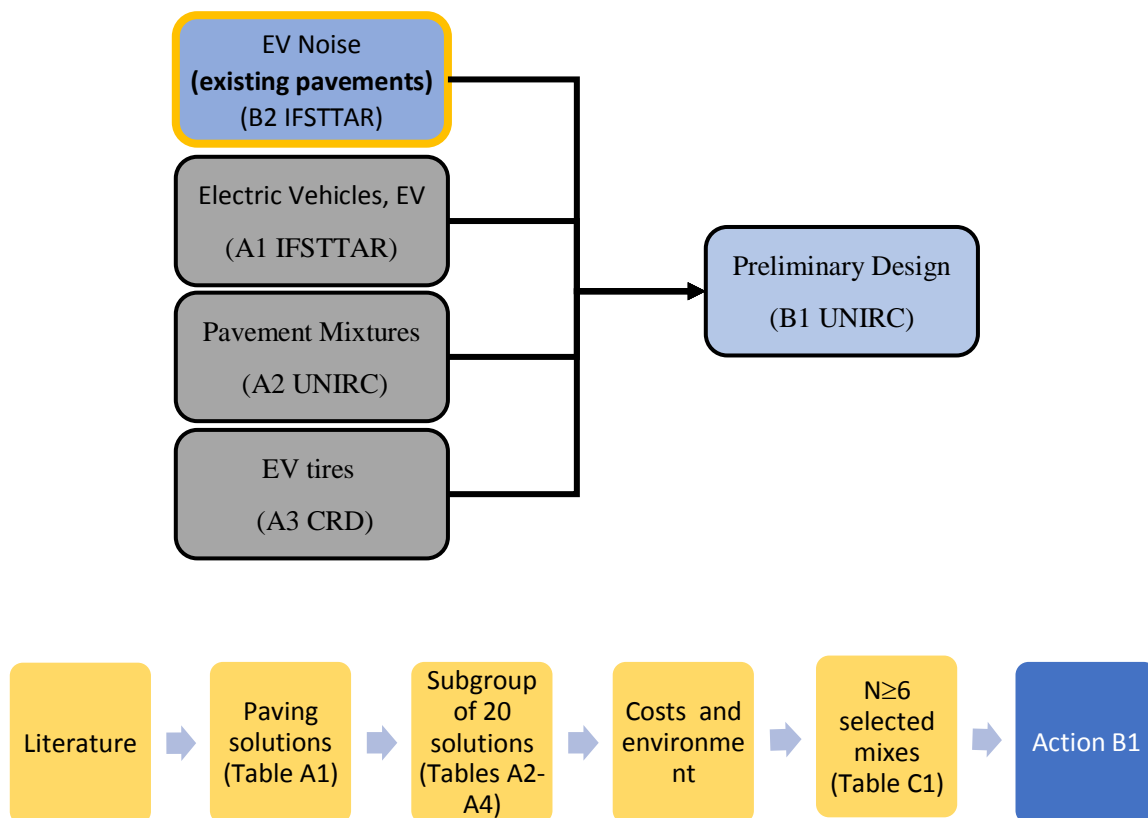 EV Noise
(existing pavements)
(B2 IFSTTAR)
Electric Vehicles, EV
(A1 IFSTTAR)
Pavement Mixtures
(A2 UNIRC)
EV tires
(A3 CRD)
Preliminary Design
(B1 UNIRC)
Literature
Paving
solutions
(Table A1)
Subgroup
of 20
solutions
(Tables A2-
A4)
Costs and
environme
nt
N≥6
selected
mixes
(Table C1)
Action B1